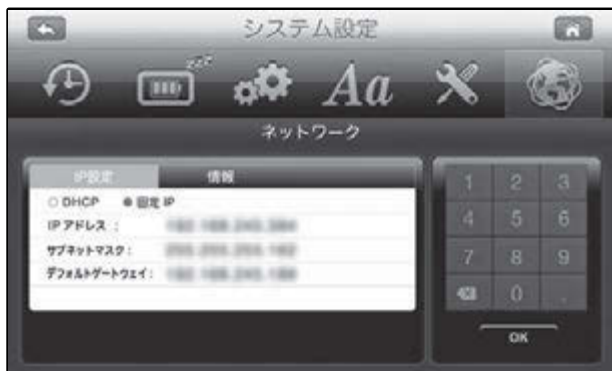 システム設定
Aa
ネットワーク
IP設定 情報
DHCP 固定 IP
IP アドレス :
サブネットマスク :
デフォルトゲートウェイ :
1 2 3
4 5 6
7 8 9
0 .
OK